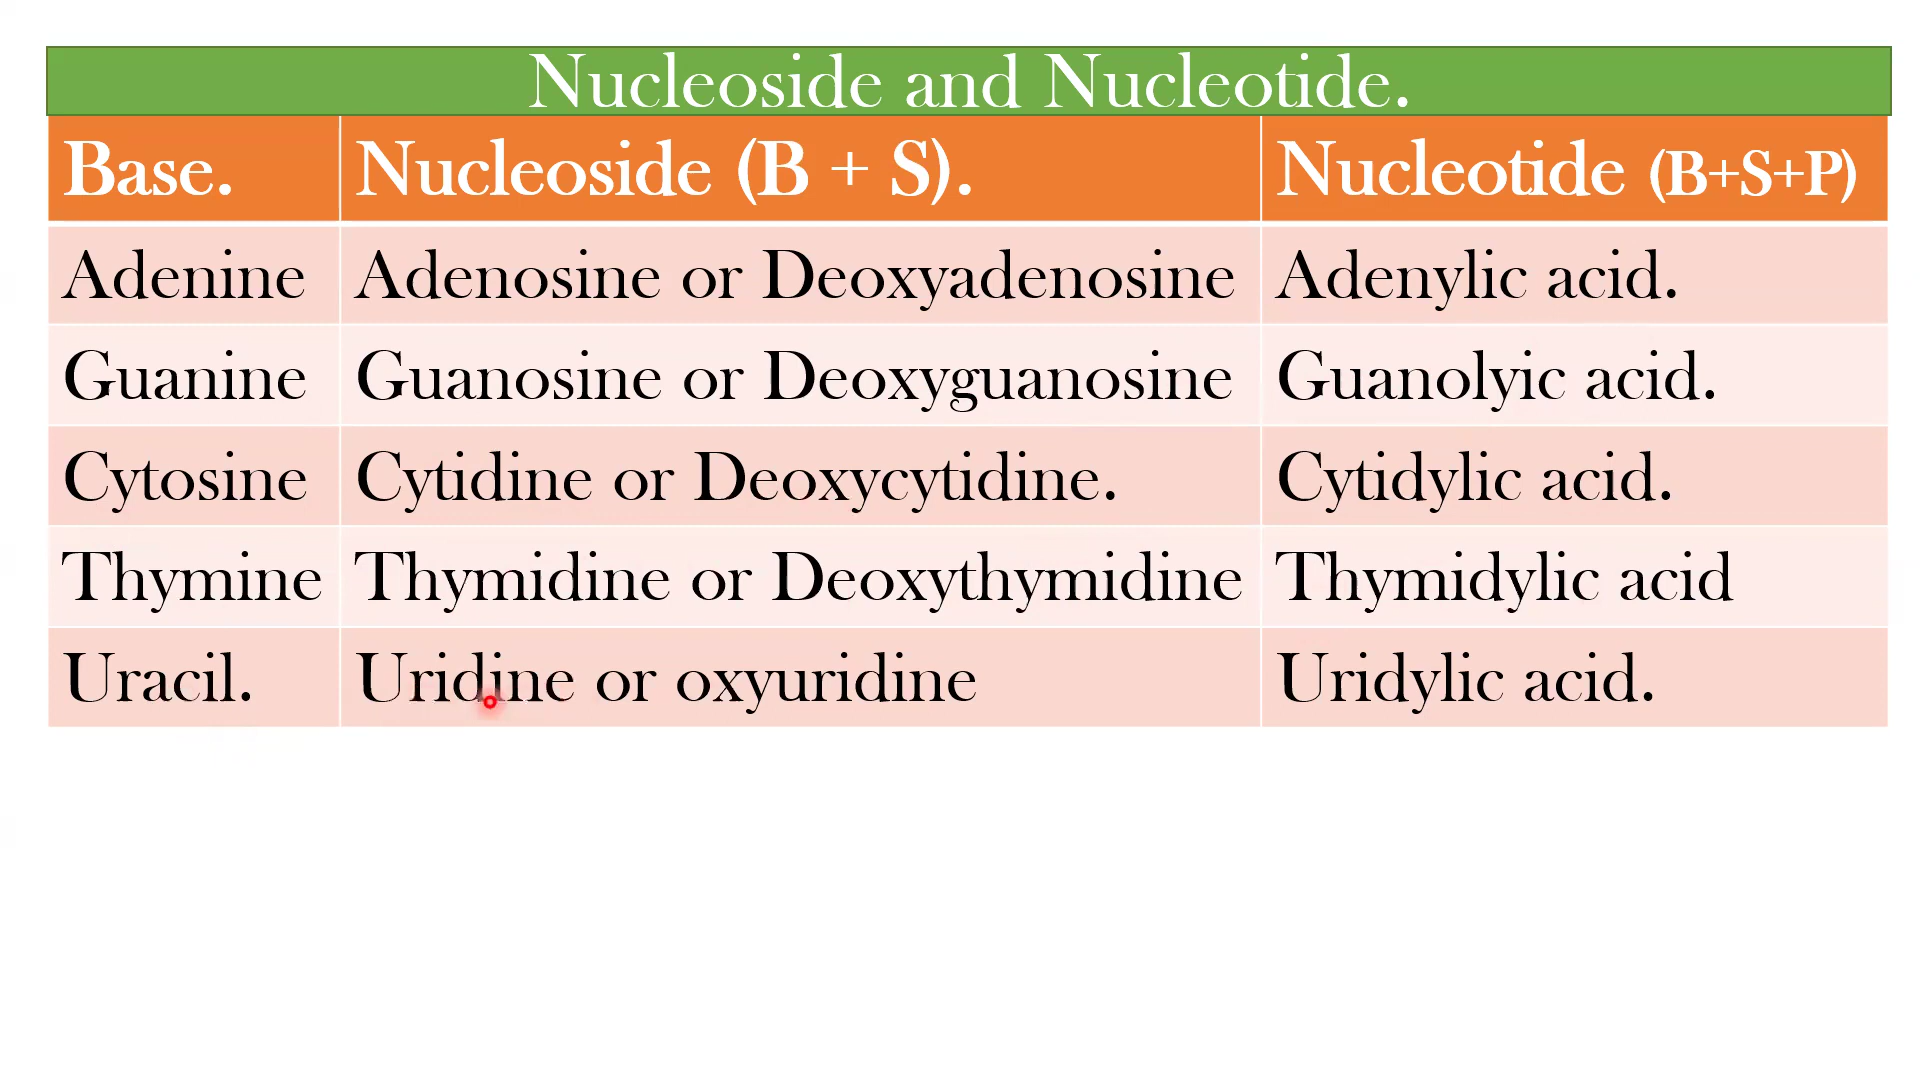 Nucleoside and Nucleotide.
Base. Nucleoside (B + S). Nucleotide (B+S+P)
Adenine Adenosine or Deoxyadenosine Adenylic acid.
Guanine Guanosine or Deoxyguanosine Guanolyic acid.
Cytosine Cytidine or Deoxycytidine. Cytidylic acid.
Thymine Thymidine or Deoxythymidine Thymidylic acid
Uracil. Uridine or oxyuridine Uridylic acid.